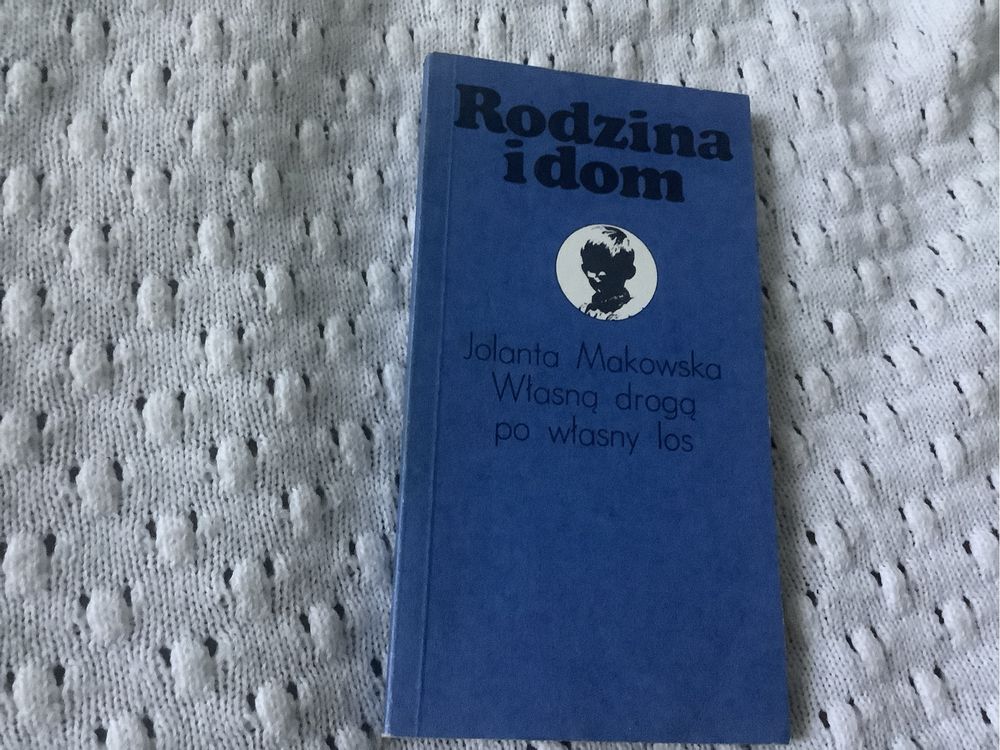 Rodzina
i dom
Jolanta Makowska
Własną drogą
po własny los